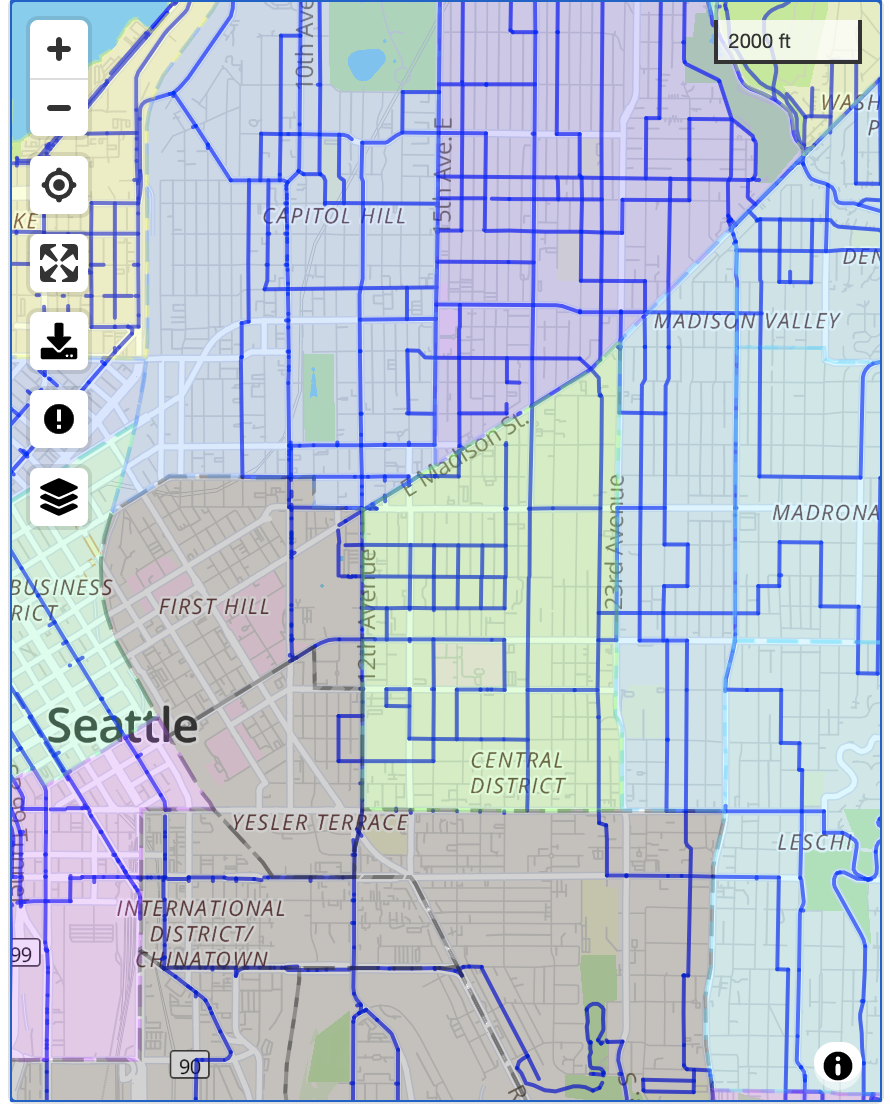 10th Ave
2000 ft
WASH
P
15th Ave. E
KE
CAPITOL HILL
DEN
MADISON VALLEY
E Madison St.
23rd Avenue
MADRONA
BUSINESS
RICT
FIRST HILL
12th Avenue
Seattle
CENTRAL
DISTRICT
YESLER TERRACE
LESCHI
INTERNATIONAL
DISTRICT/
CHINATOWN
99
90
R
S.